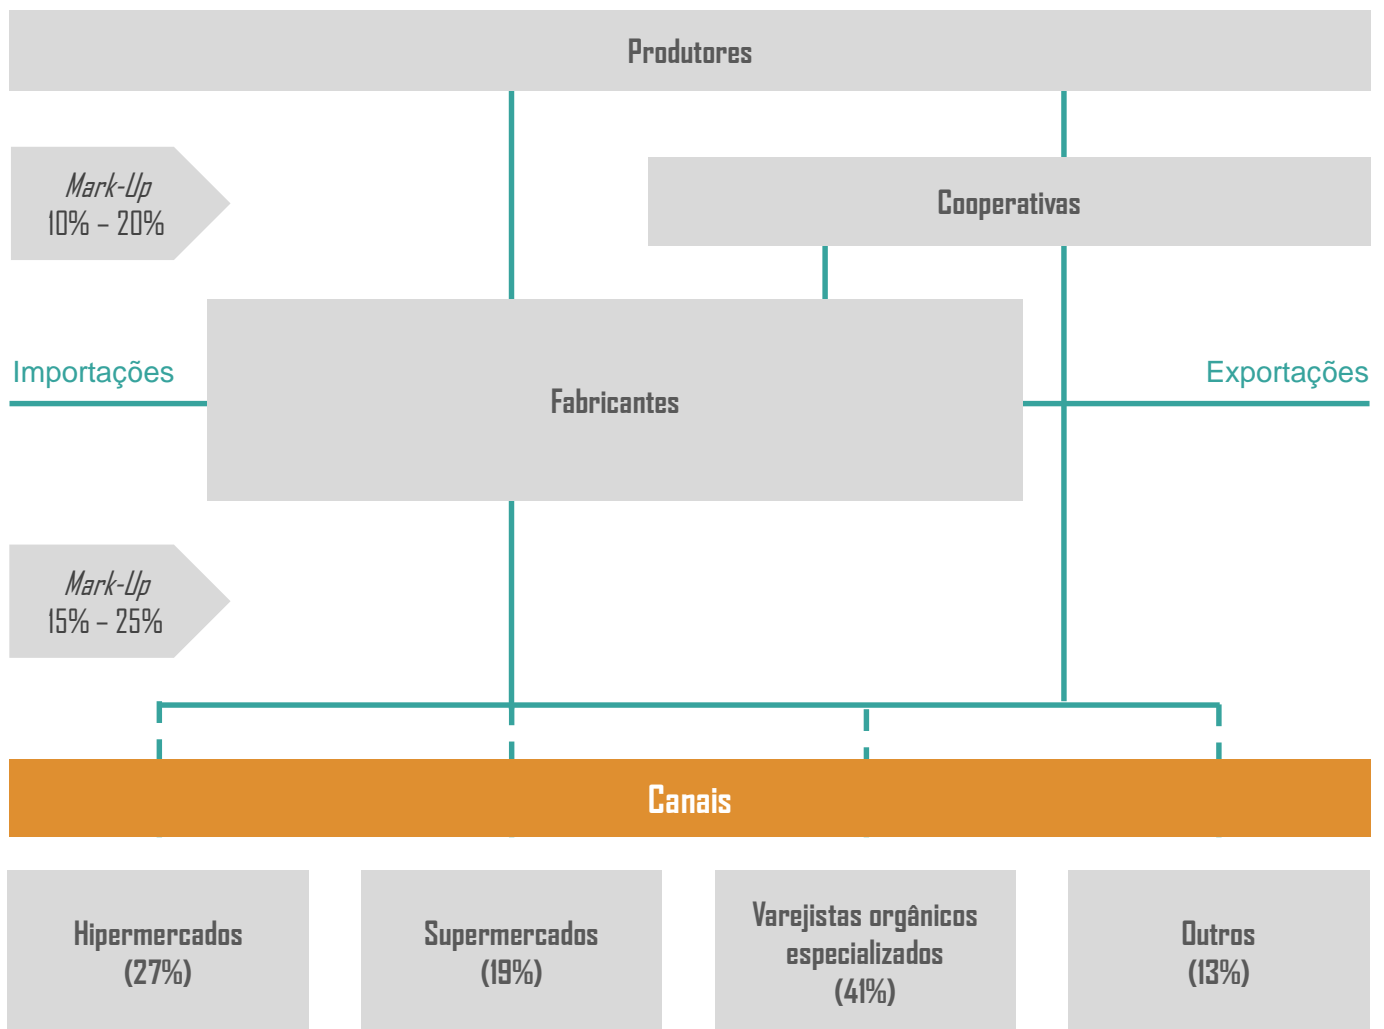 Produtores
Mark-Up
10% – 20%
Cooperativas
Importações
Fabricantes
Exportações
Mark-Up
15% – 25%
Canais
Hipermercados
(27%)
Supermercados
(19%)
Varejistas orgânicos
especializados
(41%)
Outros
(13%)